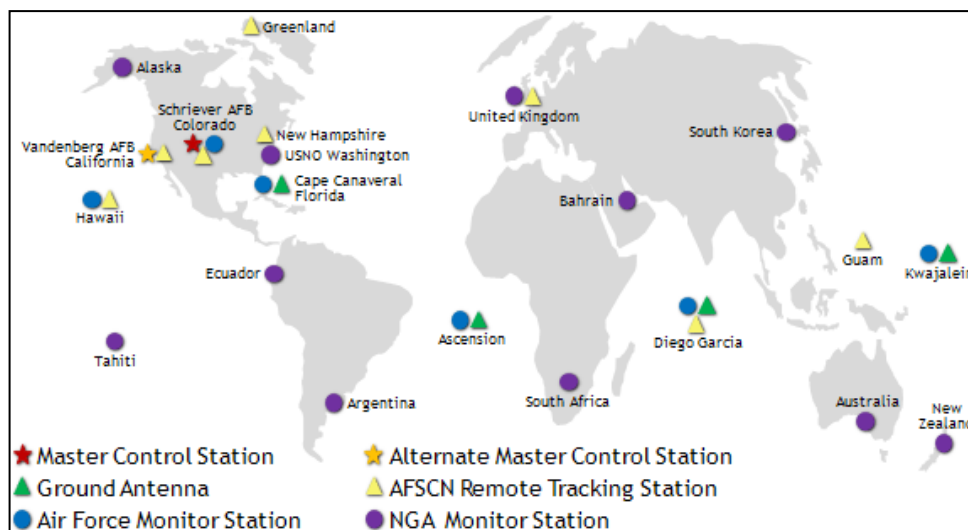 Greenland
Alaska
Schriever AFB
Colorado
United Kingdom
New Hampshire
South Korea
Vandenberg AFB
California
USNO Washington
Cape Canaveral
Florida
Bahrain
Hawaii
Guam
Kwajalein
Ecuador
Ascension
Diego Garcia
Tahiti
Argentina
South Africa
Australia
New
Zealand
Master Control Station
Alternate Master Control Station
Ground Antenna
AFSCN Remote Tracking Station
Air Force Monitor Station
NGA Monitor Station